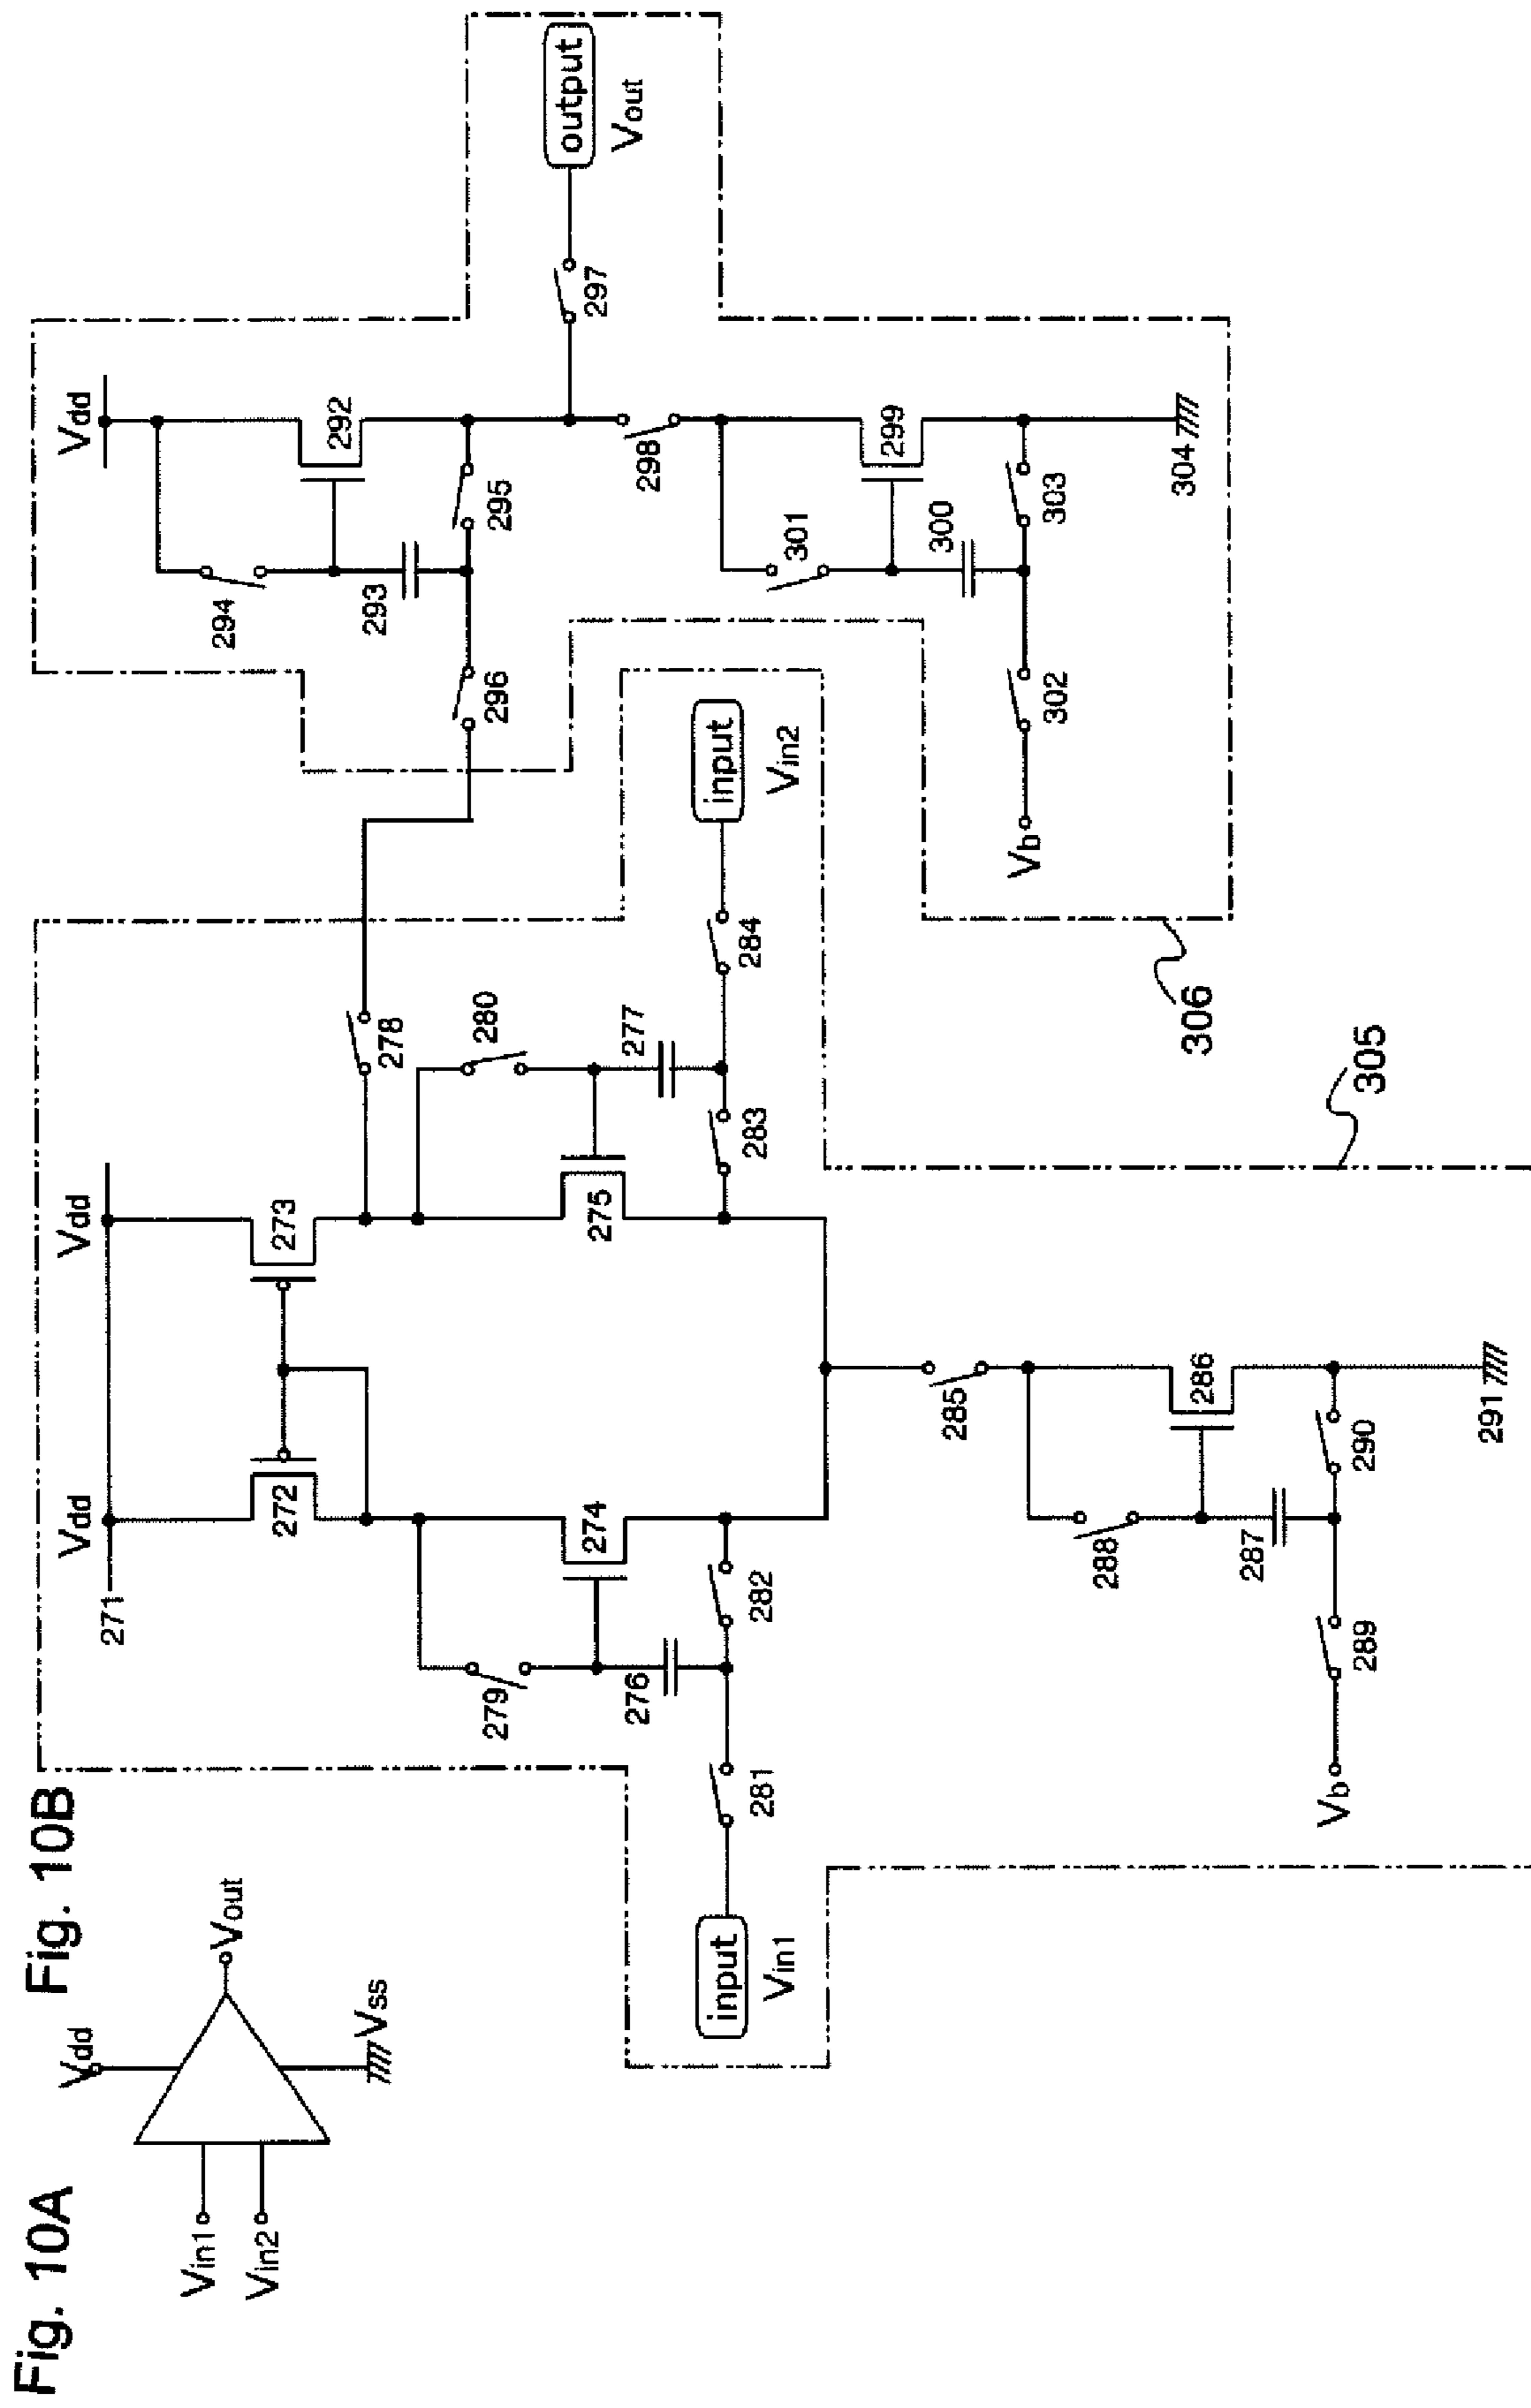 Fig. 10A
Vdd
Vin1
Vin2
Vout
Vss
Fig. 10B
271
Vdd
Vdd
272
273
274
275
276
277
278
279
280
281
282
283
284
input
Vin1
input
Vin2
285
286
287
288
289
290
291
Vb
305
Vdd
292
293
294
295
296
297
output
Vout
298
299
300
301
302
303
304
Vb
306